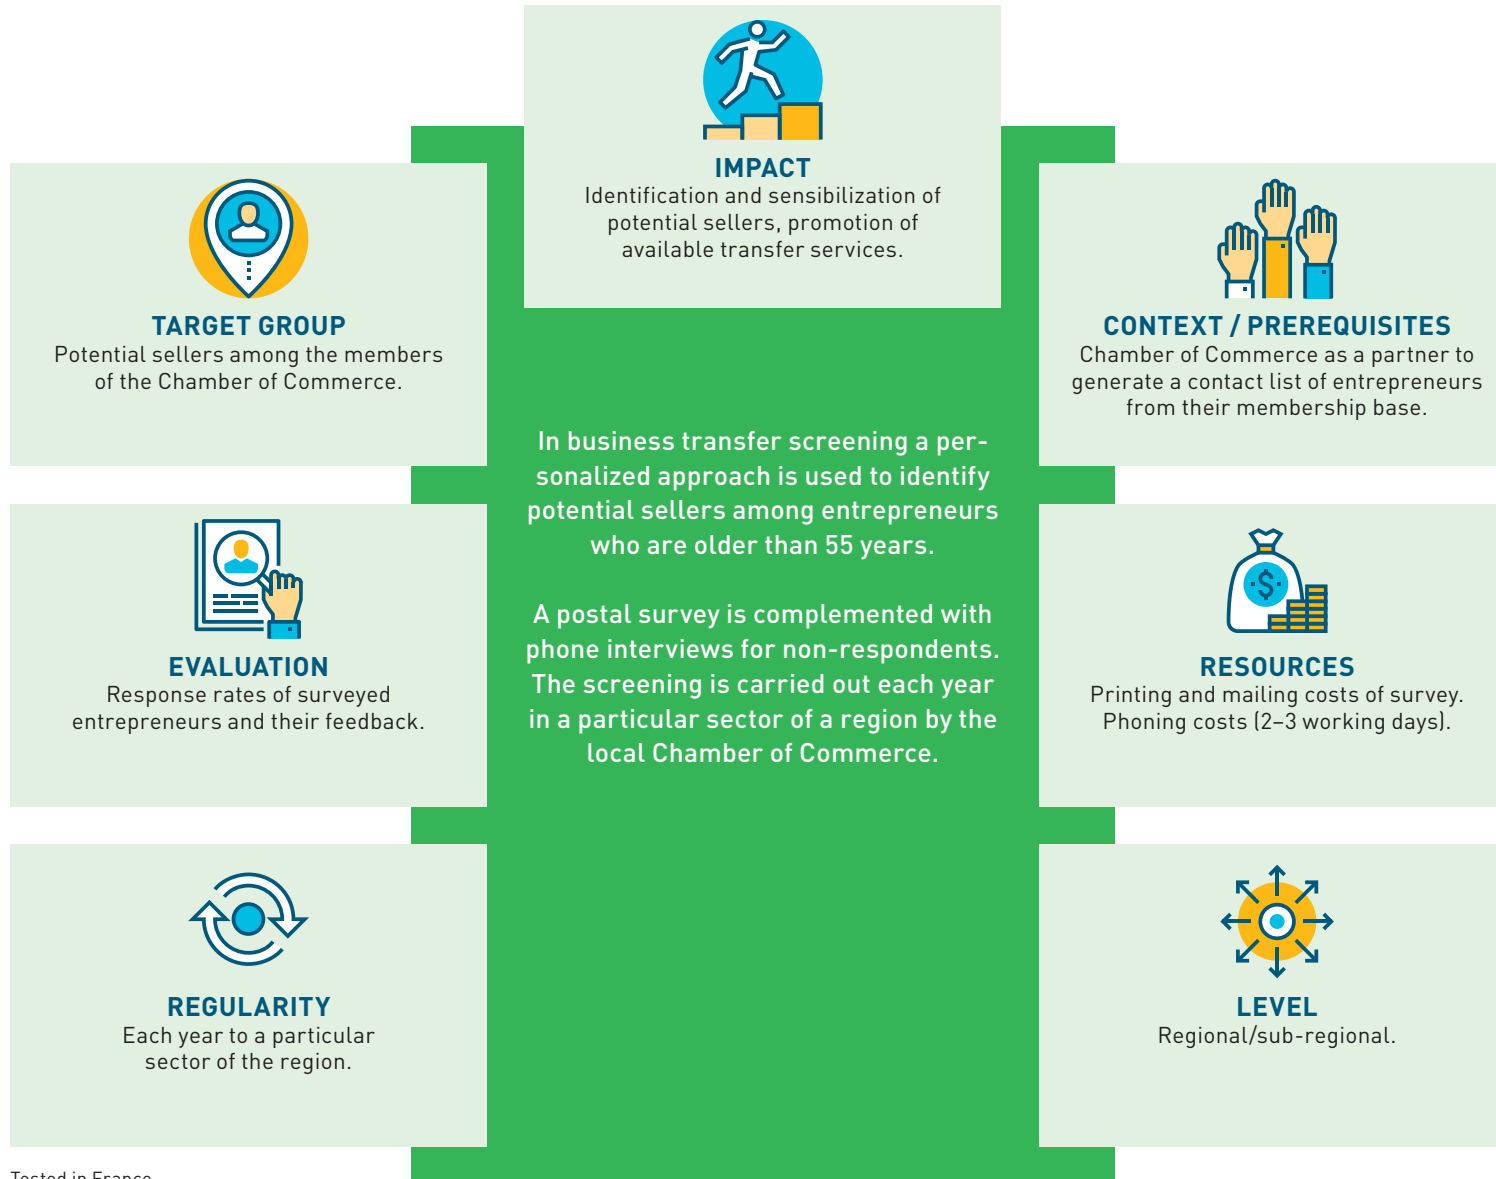 IMPACT
Identification and sensibilization of
potential sellers, promotion of
available transfer services.
TARGET GROUP
Potential sellers among the members
of the Chamber of Commerce.
CONTEXT / PREREQUISITES
Chamber of Commerce as a partner to
generate a contact list of entrepreneurs
from their membership base.
In business transfer screening a per-
sonalized approach is used to identify
potential sellers among entrepreneurs
who are older than 55 years.
A postal survey is complemented with
phone interviews for non-respondents.
The screening is carried out each year
in a particular sector of a region by the
local Chamber of Commerce.
EVALUATION
Response rates of surveyed
entrepreneurs and their feedback.
$
RESOURCES
Printing and mailing costs of survey.
Phoning costs (2–3 working days).
REGULARITY
Each year to a particular
sector of the region.
LEVEL
Regional/sub-regional.
Tested in France